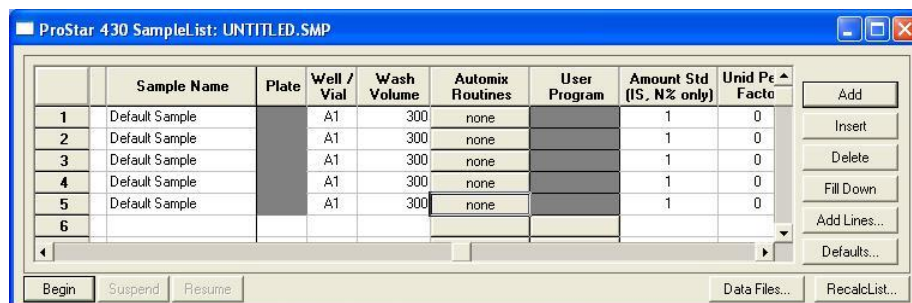 ProStar 430 SampleList: UNTITLED.SMP
Sample Name Plate Well / Vial Wash Volume Automix Routines User Program Amount Std (IS, N% only) Unid Pe Facto
1 Default Sample A1 300 none 1 0
2 Default Sample A1 300 none 1 0
3 Default Sample A1 300 none 1 0
4 Default Sample A1 300 none 1 0
5 Default Sample A1 300 none 1 0
6
Add
Insert
Delete
Fill Down
Add Lines...
Defaults...
Begin Suspend Resume Data Files... RecalcList...